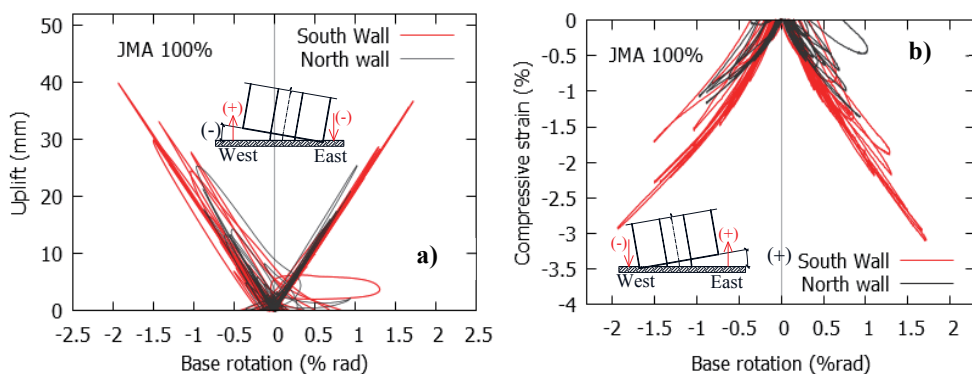 50
40
30
20
10
0
Uplift (mm)
JMA 100%
South Wall
North wall
(+)
(-)
(-)
West
East
a)
-2.5
-2
-1.5
-1
-0.5
0
0.5
1
1.5
2
2.5
Base rotation (% rad)
0
-0.5
-1
-1.5
-2
-2.5
-3
-3.5
-4
Compressive strain (%)
JMA 100%
b)
(-)
(+)
(+)
West
East
South Wall
North wall
-2
-1.5
-1
-0.5
0
0.5
1
1.5
2
Base rotation (%rad)